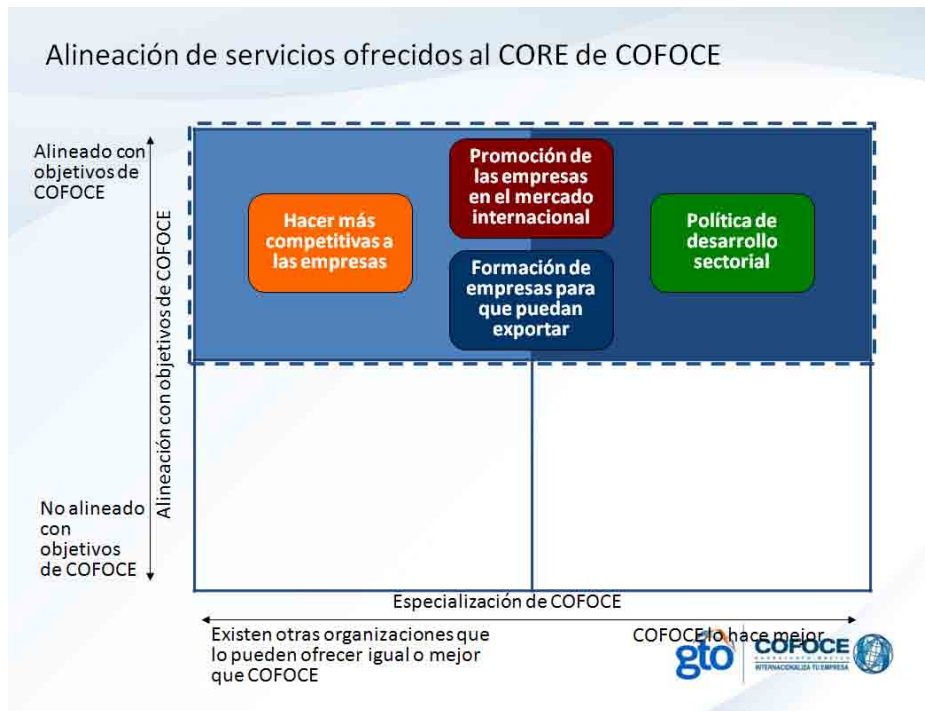 Alineación de servicios ofrecidos al CORE de COFOCE
Alineado con
objetivos de
COFOCE
Alineación con objetivos de COFOCE
No alineado
con
objetivos
de COFOCE
Hacer más
competitivas a
las empresas
Promoción de
las empresas
en el mercado
internacional
Formación de
empresas para
que puedan
exportar
Política de
desarrollo
sectorial
Especialización de COFOCE
Existen otras organizaciones que
lo pueden ofrecer igual o mejor
que COFOCE
COFOCE lo hace mejor
gto
COFOCE
INTERNACIONALIZA TU EMPRESA